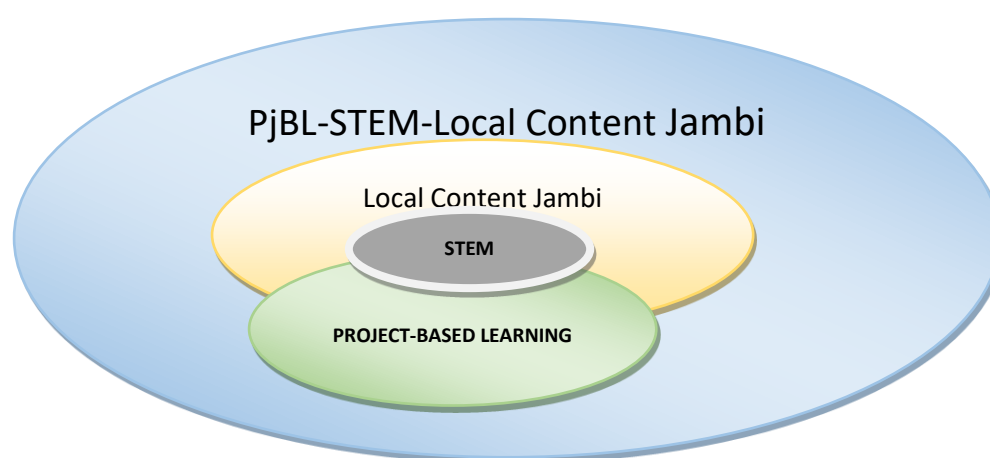 PjBL-STEM-Local Content Jambi
Local Content Jambi
STEM
PROJECT-BASED LEARNING